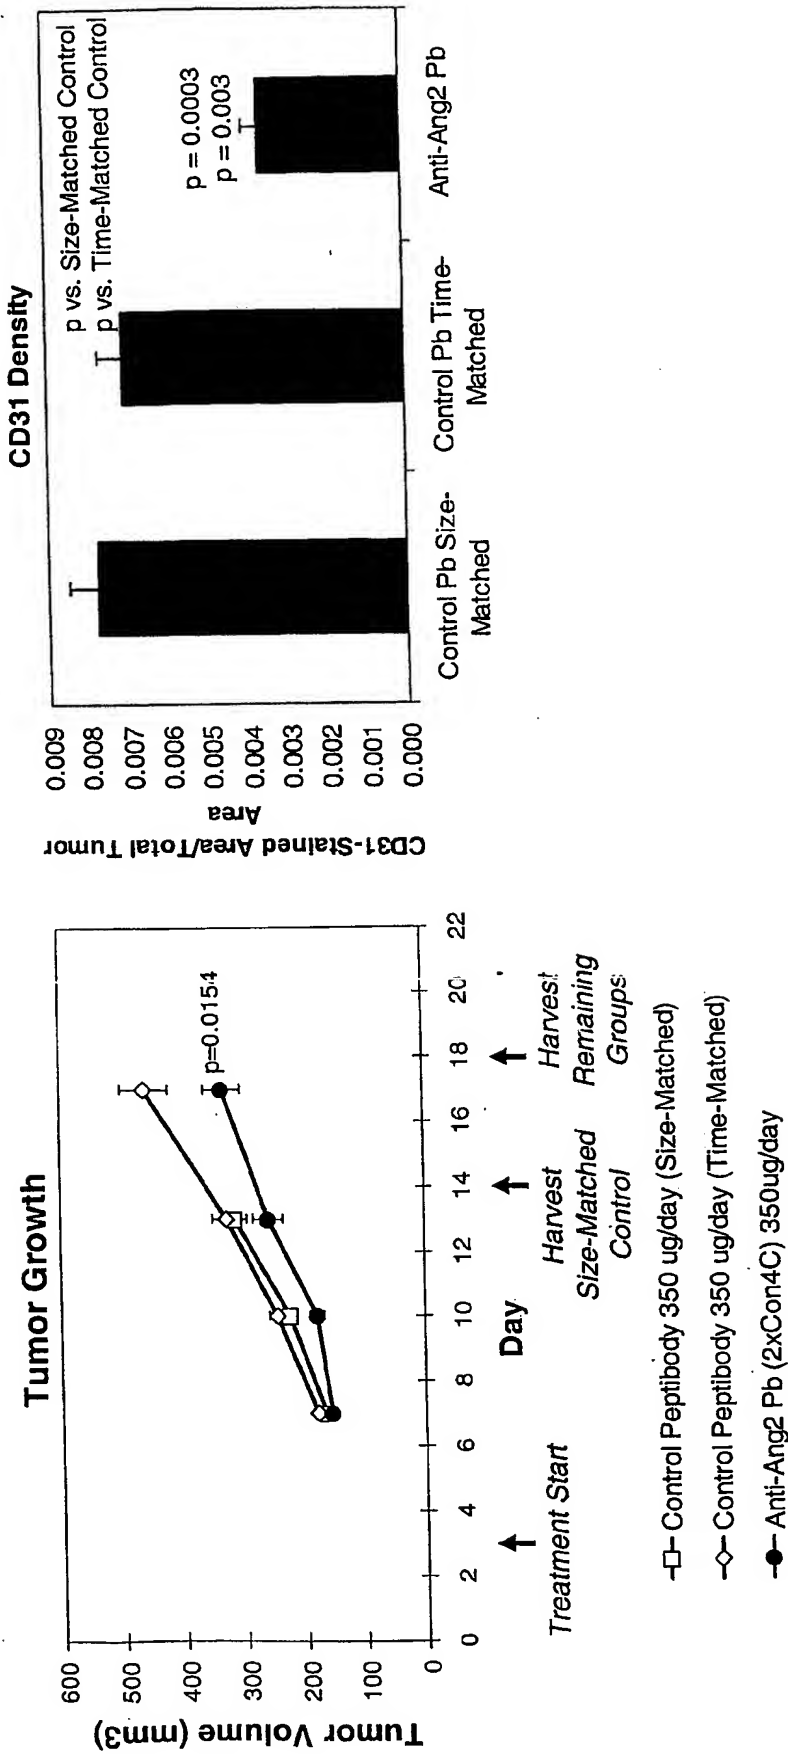 Tumor Growth
Tumor Volume (mm3)
600
500
400
300
200
100
0
p=0.0154
0
2
4
6
8
10
12
14
16
18
20
22
Day
Treatment Start
Harvest
Size-Matched
Control
Harvest
Remaining
Groups
Control Peptibody 350 ug/day (Size-Matched)
Control Peptibody 350 ug/day (Time-Matched)
Anti-Ang2 Pb (2xCon4C) 350ug/day
CD31 Density
CD31-Stained Area/Total Tumor
Area
0.009
0.008
0.007
0.006
0.005
0.004
0.003
0.002
0.001
0.000
p vs. Size-Matched Control
p vs. Time-Matched Control
p = 0.0003
p = 0.003
Control Pb Size-
Matched
Control Pb Time-
Matched
Anti-Ang2 Pb